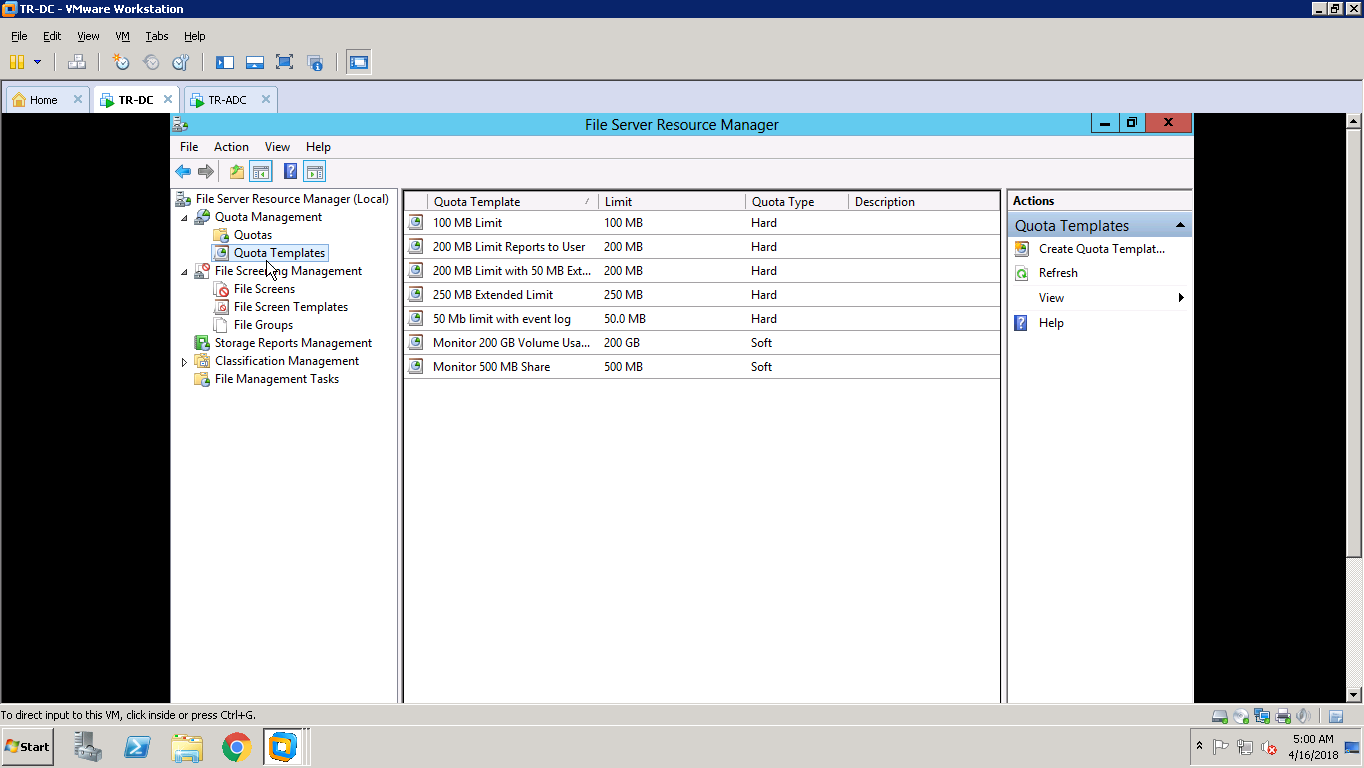 TR-DC - VMware Workstation
File Edit View VM Tabs Help
Home TR-DC TR-ADC
File Server Resource Manager
File Action View Help
File Server Resource Manager (Local)
Quota Management
Quotas
Quota Templates
File Screening Management
File Screens
File Screen Templates
File Groups
Storage Reports Management
Classification Management
File Management Tasks
Quota Template Limit Quota Type Description
100 MB Limit 100 MB Hard
200 MB Limit Reports to User 200 MB Hard
200 MB Limit with 50 MB Ext... 200 MB Hard
250 MB Extended Limit 250 MB Hard
50 Mb limit with event log 50.0 MB Hard
Monitor 200 GB Volume Usa... 200 GB Soft
Monitor 500 MB Share 500 MB Soft
Actions
Quota Templates
Create Quota Templat...
Refresh
View
Help
To direct input to this VM, click inside or press Ctrl+G.
Start
5:00 AM
4/16/2018